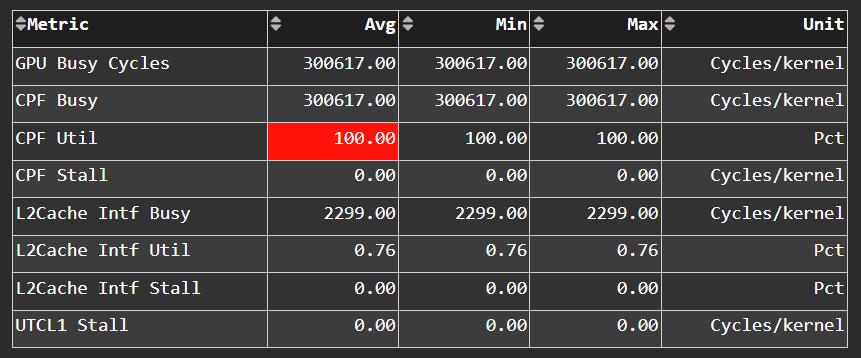 Metric Avg Min Max Unit
GPU Busy Cycles 300617.00 300617.00 300617.00 Cycles/kernel
CPF Busy 300617.00 300617.00 300617.00 Cycles/kernel
CPF Util 100.00 100.00 100.00 Pct
CPF Stall 0.00 0.00 0.00 Cycles/kernel
L2Cache Intf Busy 2299.00 2299.00 2299.00 Cycles/kernel
L2Cache Intf Util 0.76 0.76 0.76 Pct
L2Cache Intf Stall 0.00 0.00 0.00 Pct
UTCL1 Stall 0.00 0.00 0.00 Cycles/kernel